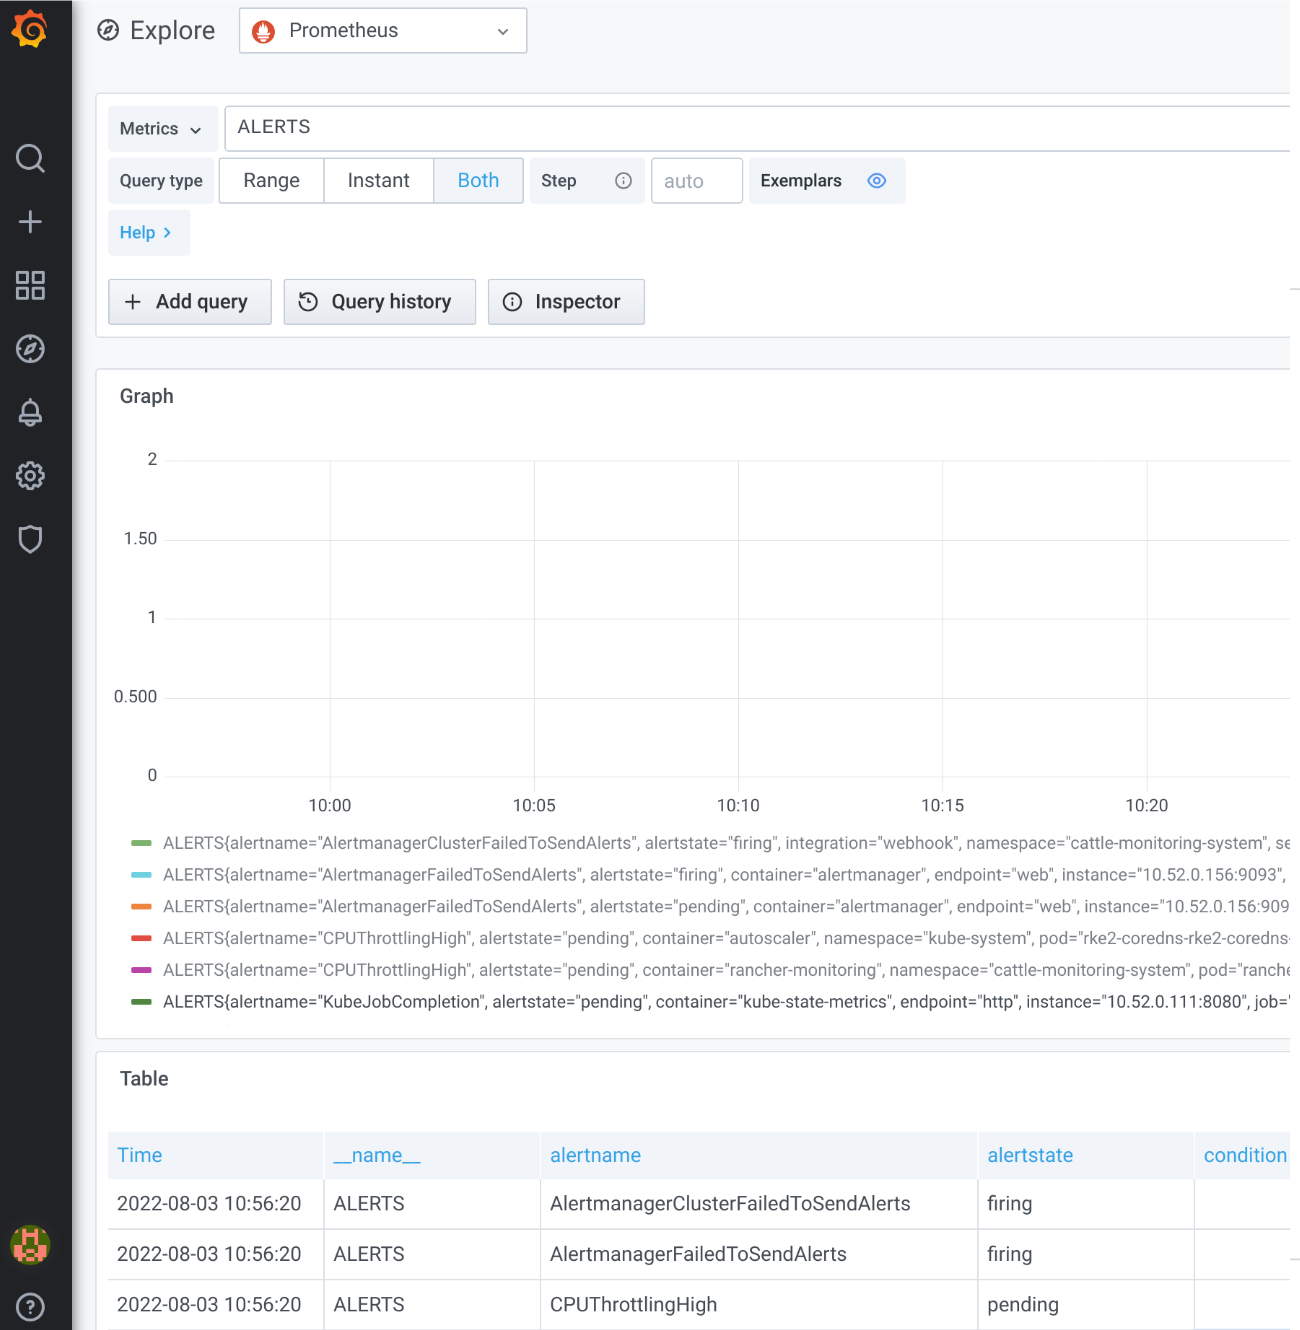 Explore Prometheus
Metrics ALERTS
Query type Range Instant Both Step auto Exemplars
Help >
+ Add query Query history Inspector
Graph
2
1.50
1
0.500
0
10:00 10:05 10:10 10:15 10:20
ALERTS{alertname="AlertmanagerClusterFailedToSendAlerts", alertstate="firing", integration="webhook", namespace="cattle-monitoring-system", se
ALERTS{alertname="AlertmanagerFailedToSendAlerts", alertstate="firing", container="alertmanager", endpoint="web", instance="10.52.0.156:9093",
ALERTS{alertname="AlertmanagerFailedToSendAlerts", alertstate="pending", container="alertmanager", endpoint="web", instance="10.52.0.156:909
ALERTS{alertname="CPUThrottlingHigh", alertstate="pending", container="autoscaler", namespace="kube-system", pod="rke2-coredns-rke2-coredns-
ALERTS{alertname="CPUThrottlingHigh", alertstate="pending", container="rancher-monitoring", namespace="cattle-monitoring-system", pod="ranche
ALERTS{alertname="KubeJobCompletion", alertstate="pending", container="kube-state-metrics", endpoint="http", instance="10.52.0.111:8080", job="
Table
Time __name__ alertname alertstate condition
2022-08-03 10:56:20 ALERTS AlertmanagerClusterFailedToSendAlerts firing
2022-08-03 10:56:20 ALERTS AlertmanagerFailedToSendAlerts firing
2022-08-03 10:56:20 ALERTS CPUThrottlingHigh pending